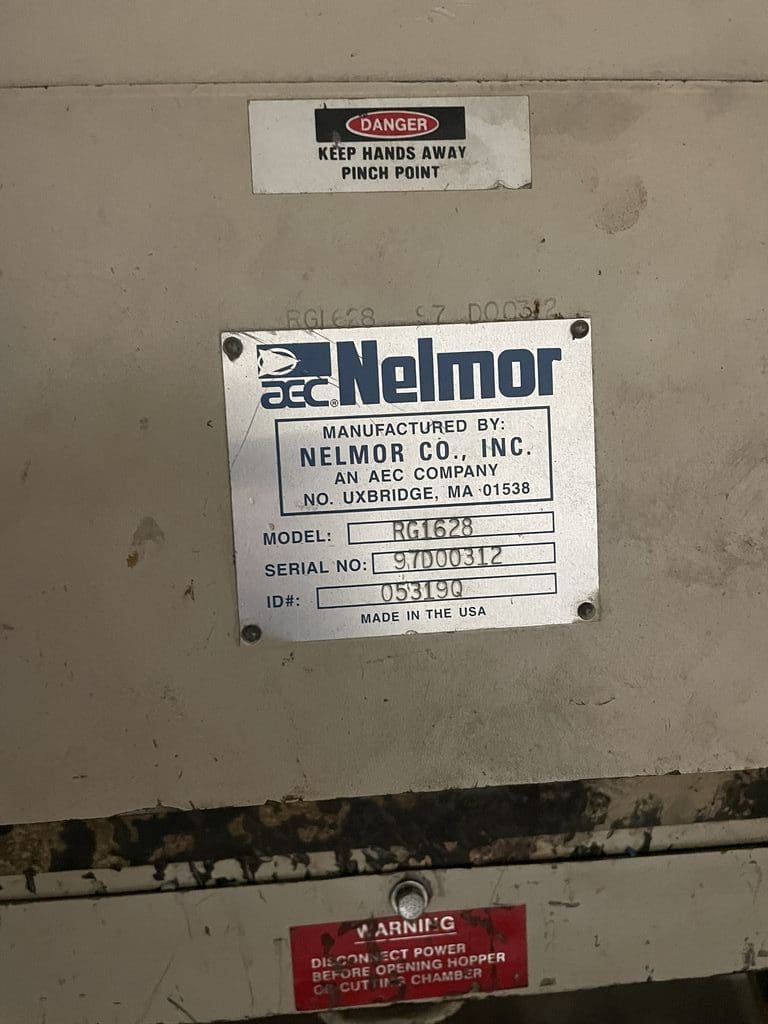 DANGER
KEEP HANDS AWAY
PINCH POINT
RG1628 97 D00312
AEC® Nelmor
MANUFACTURED BY:
NELMOR CO., INC.
AN AEC COMPANY
NO. UXBRIDGE, MA 01538
MODEL: RG1628
SERIAL NO: 97D00312
ID#: 05319Q
MADE IN THE USA
WARNING
DISCONNECT POWER
BEFORE OPENING HOPPER
OR CUTTING CHAMBER